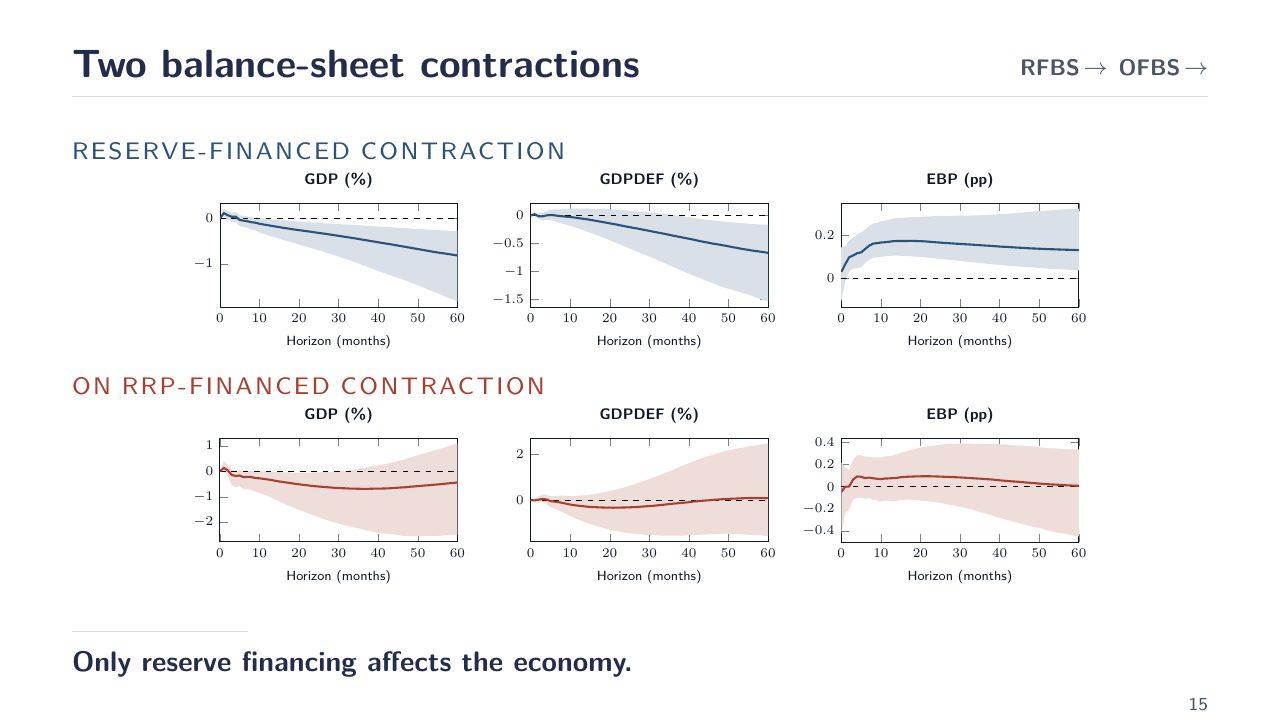 Two balance-sheet contractions
RFBS → OFBS →
RESERVE-FINANCED CONTRACTION
GDP (%) GDPDEF (%) EBP (pp)
0 −1
0 10 20 30 40 50 60
Horizon (months)
0 −0.5 −1 −1.5
0 10 20 30 40 50 60
Horizon (months)
0.2 0
0 10 20 30 40 50 60
Horizon (months)
ON RRP-FINANCED CONTRACTION
GDP (%) GDPDEF (%) EBP (pp)
1 0 −1 −2
0 10 20 30 40 50 60
Horizon (months)
2 0
0 10 20 30 40 50 60
Horizon (months)
0.4 0.2 0 −0.2 −0.4
0 10 20 30 40 50 60
Horizon (months)
Only reserve financing affects the economy.
15